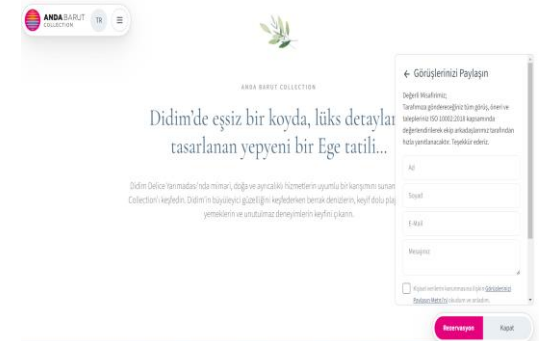 ANDA BARUT
COLLECTION
TR
ANDA BARUT COLLECTION
Didim’de eşsiz bir koyda, lüks detaylar
tasarlanan yepyeni bir Ege tatili...
Didim Delice Yarımadası'nda mimari, doğa ve ayrıcalıklı hizmetlerin uyumlu bir karışımını sunan
Collection'ı keşfedin. Didim'in büyüleyici güzelliğini keşfederken berrak denizlerin, keyif dolu
yemeklerin ve unutulmaz deneyimlerin keyfini çıkarın.
← Görüşlerinizi Paylaşın
Değerli Misafirimiz;
Tarafımıza göndereceğiniz tüm görüş, öneri ve
talepleriniz ISO 10002:2018 kapsamında
değerlendirilerek ekip arkadaşlarımız tarafından
hızla yanıtlanacaktır. Teşekkür ederiz.
Ad
Soyad
E-Mail
Mesajınız
Kişisel verilerin korunmasına ilişkin Görüşlerinizi
Paylaşın Metni'ni okudum ve anladım.
Rezervasyon
Kapat